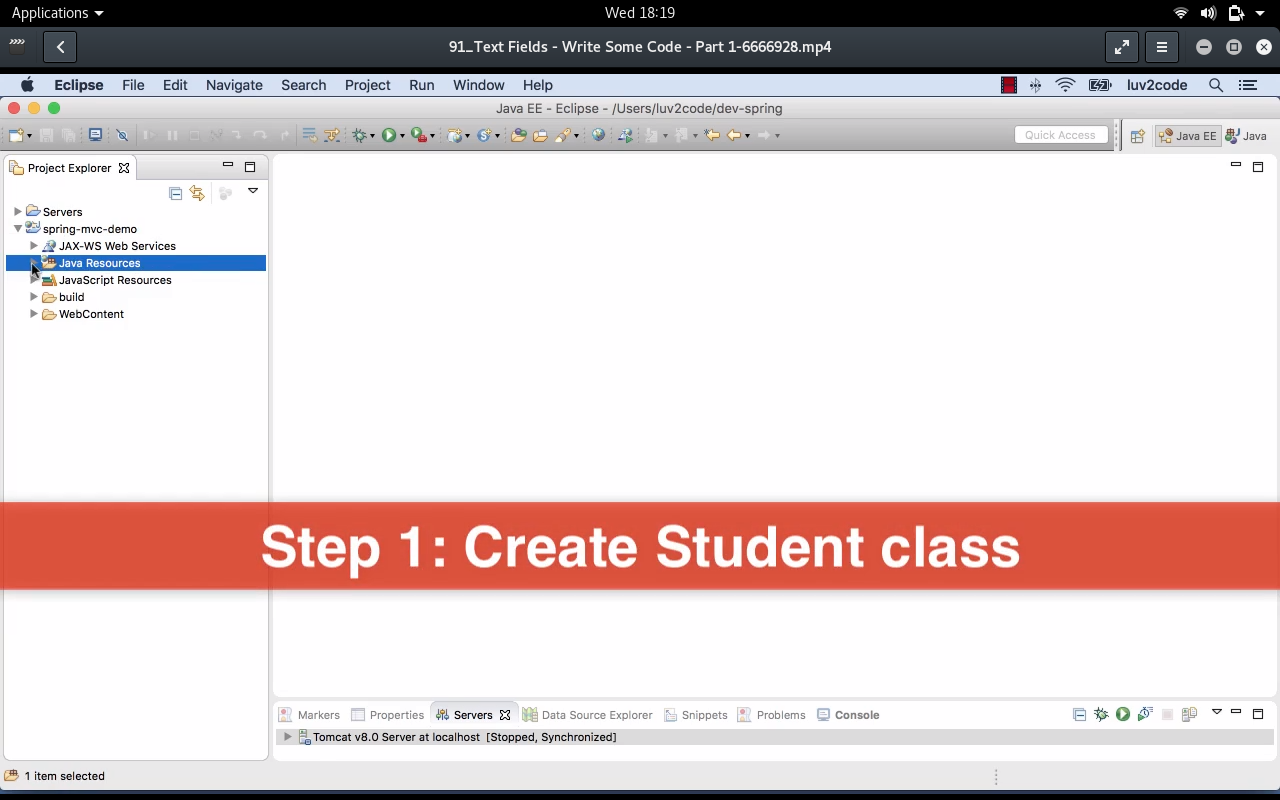 Applications
Wed 18:19
91_Text Fields - Write Some Code - Part 1-6666928.mp4
Eclipse File Edit Navigate Search Project Run Window Help
luv2code
Java EE - Eclipse - /Users/luv2code/dev-spring
Quick Access
Java EE
Java
Project Explorer
Servers
spring-mvc-demo
JAX-WS Web Services
Java Resources
JavaScript Resources
build
WebContent
Step 1: Create Student class
Markers Properties Servers Data Source Explorer Snippets Problems Console
Tomcat v8.0 Server at localhost [Stopped, Synchronized]
1 item selected